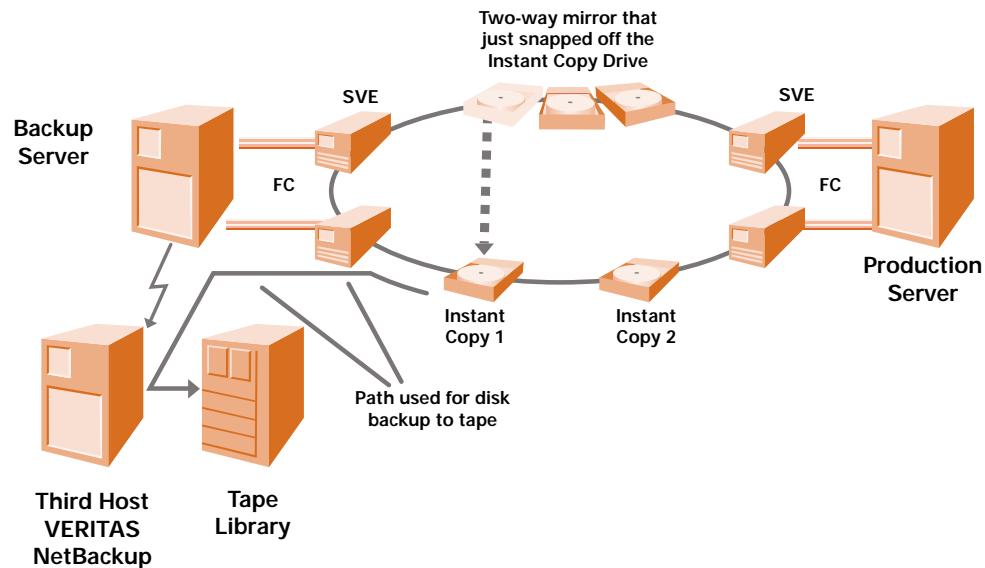 Two-way mirror that
just snapped off the
Instant Copy Drive
SVE
SVE
Backup
Server
FC
FC
Production
Server
Instant
Copy 1
Instant
Copy 2
Path used for disk
backup to tape
Third Host
VERITAS
NetBackup
Tape
Library